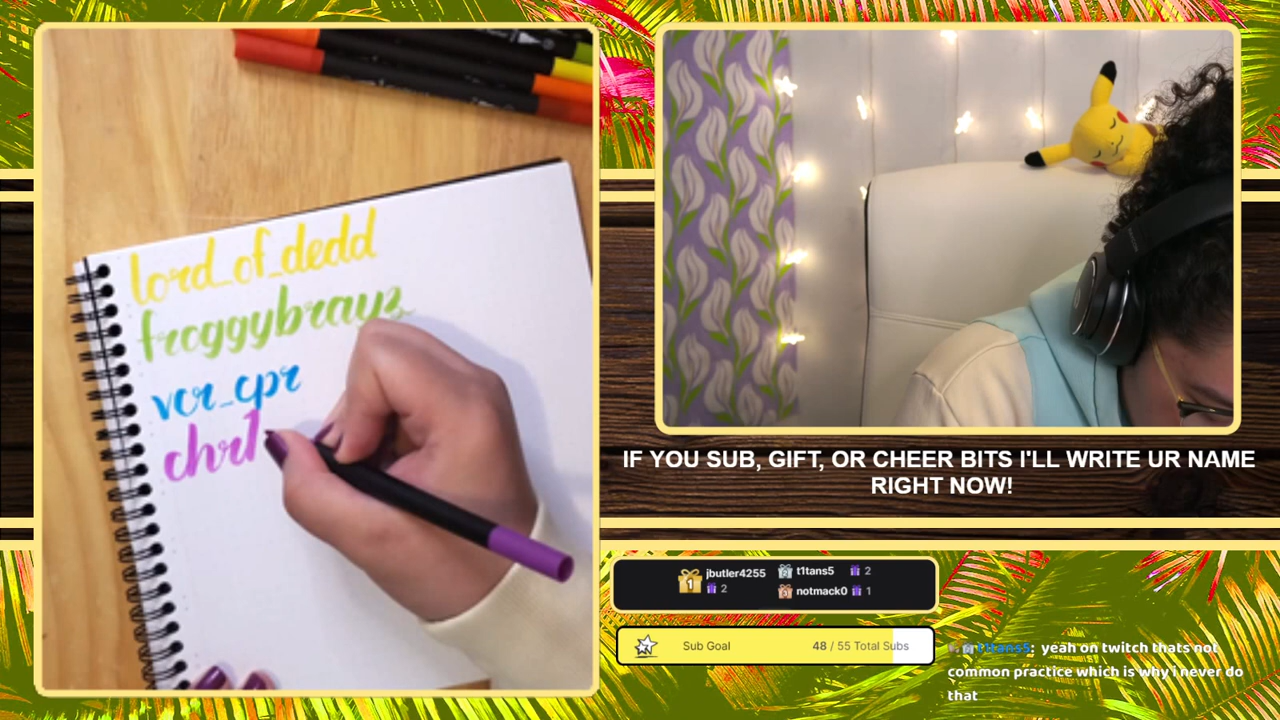 lord_of_dedd
froggybrayz
vcr_cpr
chr1
IF YOU SUB, GIFT, OR CHEER BITS I'LL WRITE UR NAME
RIGHT NOW!
1 jbutler4255
2
t1tans5 2
notmack0 1
Sub Goal 48 / 55 Total Subs
t1tans5: yeah on twitch thats not
common practice which is why i never do
that